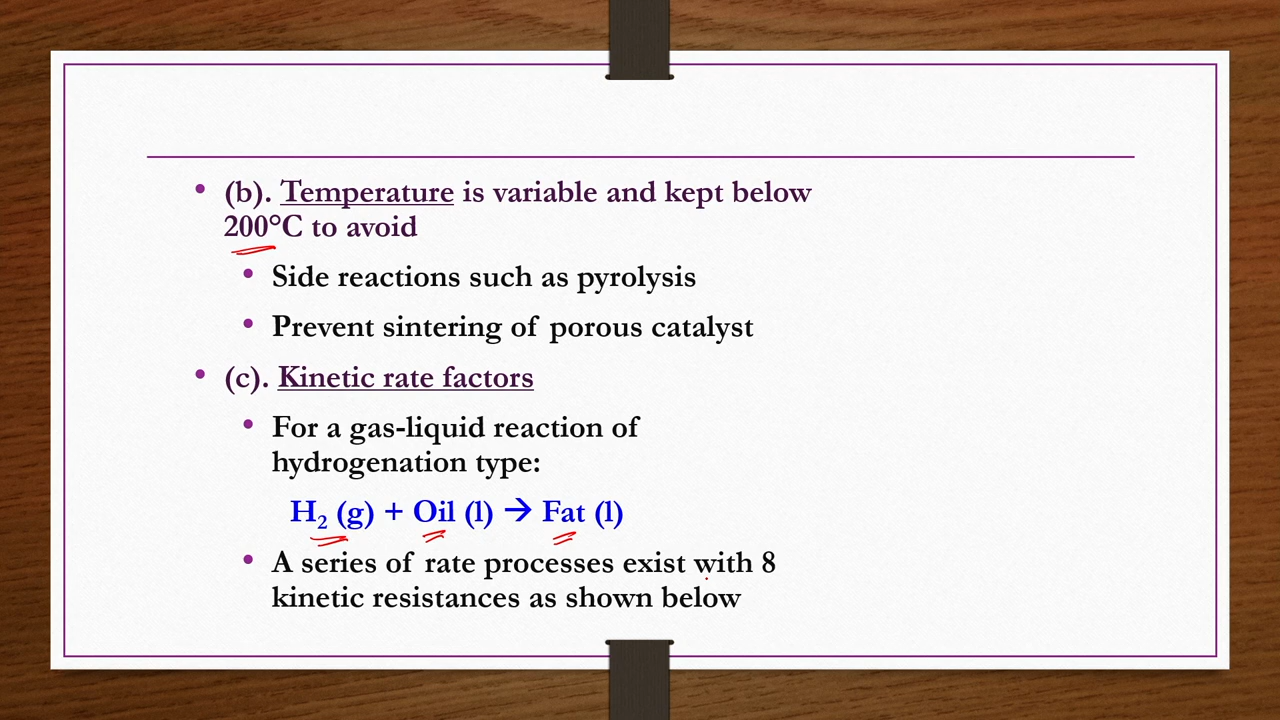 • (b). Temperature is variable and kept below
200°C to avoid
• Side reactions such as pyrolysis
• Prevent sintering of porous catalyst
• (c). Kinetic rate factors
• For a gas-liquid reaction of
hydrogenation type:
H₂ (g) + Oil (l) → Fat (l)
• A series of rate processes exist with 8
kinetic resistances as shown below